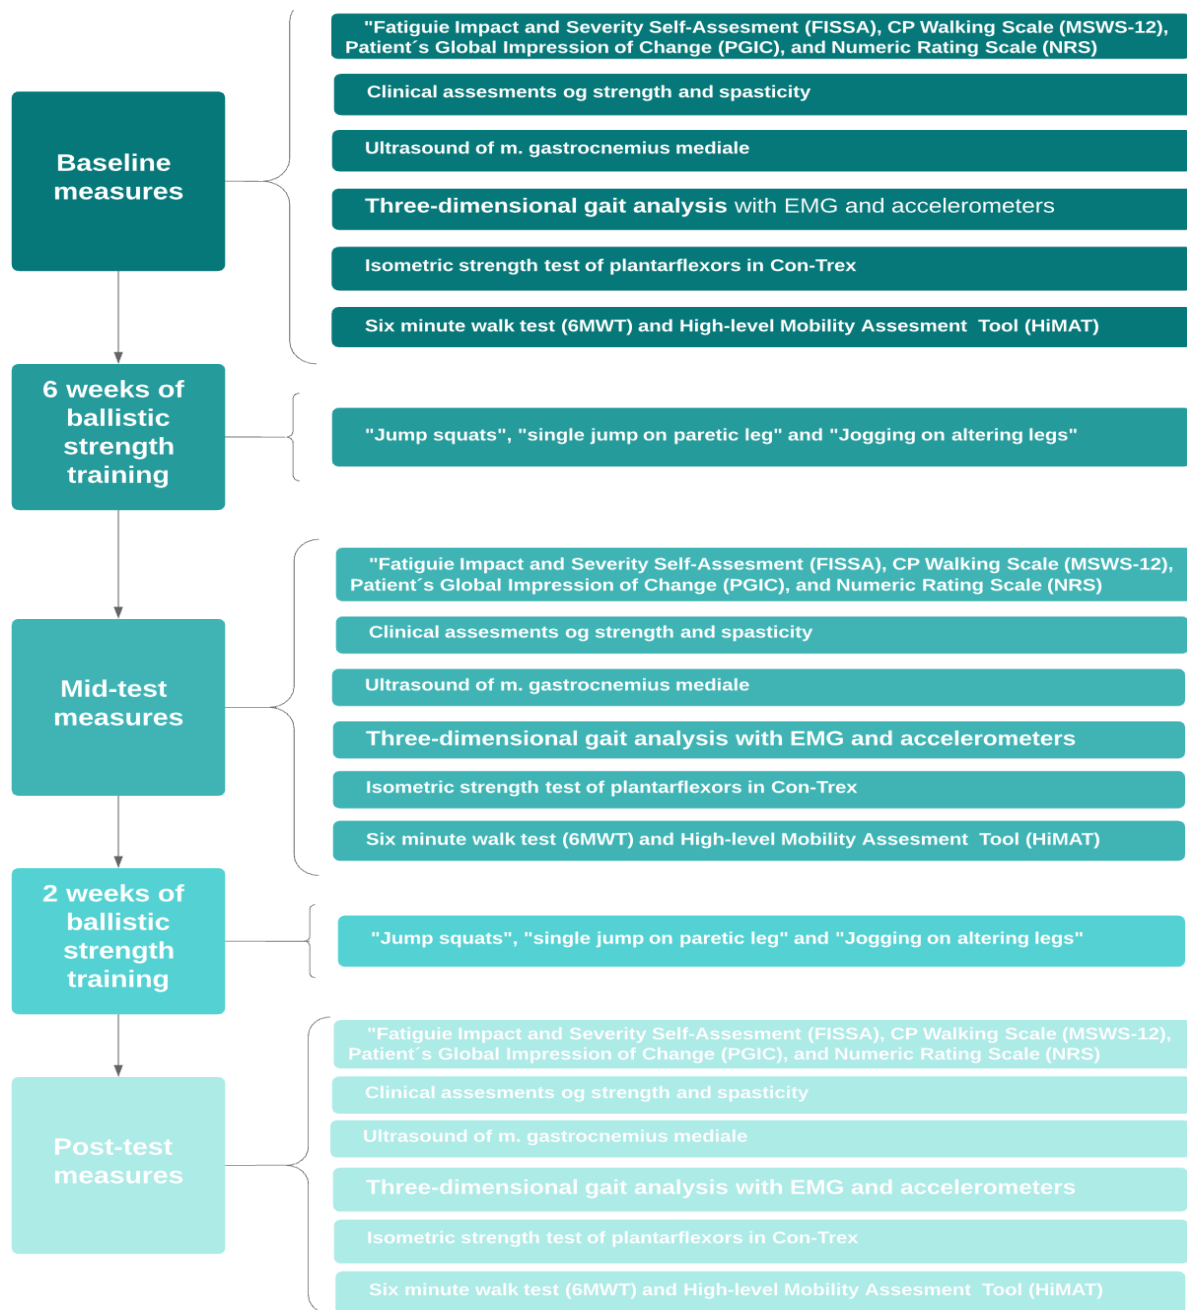 Baseline
measures
"Fatiguie Impact and Severity Self-Assesment (FISSA), CP Walking Scale (MSWS-12),
Patient´s Global Impression of Change (PGIC), and Numeric Rating Scale (NRS)
Clinical assesments og strength and spasticity
Ultrasound of m. gastrocnemius mediale
Three-dimensional gait analysis with EMG and accelerometers
Isometric strength test of plantarflexors in Con-Trex
Six minute walk test (6MWT) and High-level Mobility Assesment  Tool (HiMAT)
6 weeks of
ballistic
strength
training
"Jump squats", "single jump on paretic leg" and "Jogging on altering legs"
Mid-test
measures
"Fatiguie Impact and Severity Self-Assesment (FISSA), CP Walking Scale (MSWS-12),
Patient´s Global Impression of Change (PGIC), and Numeric Rating Scale (NRS)
Clinical assesments og strength and spasticity
Ultrasound of m. gastrocnemius mediale
Three-dimensional gait analysis with EMG and accelerometers
Isometric strength test of plantarflexors in Con-Trex
Six minute walk test (6MWT) and High-level Mobility Assesment  Tool (HiMAT)
2 weeks of
ballistic
strength
training
"Jump squats", "single jump on paretic leg" and "Jogging on altering legs"
Post-test
measures
"Fatiguie Impact and Severity Self-Assesment (FISSA), CP Walking Scale (MSWS-12),
Patient´s Global Impression of Change (PGIC), and Numeric Rating Scale (NRS)
Clinical assesments og strength and spasticity
Ultrasound of m. gastrocnemius mediale
Three-dimensional gait analysis with EMG and accelerometers
Isometric strength test of plantarflexors in Con-Trex
Six minute walk test (6MWT) and High-level Mobility Assesment  Tool (HiMAT)